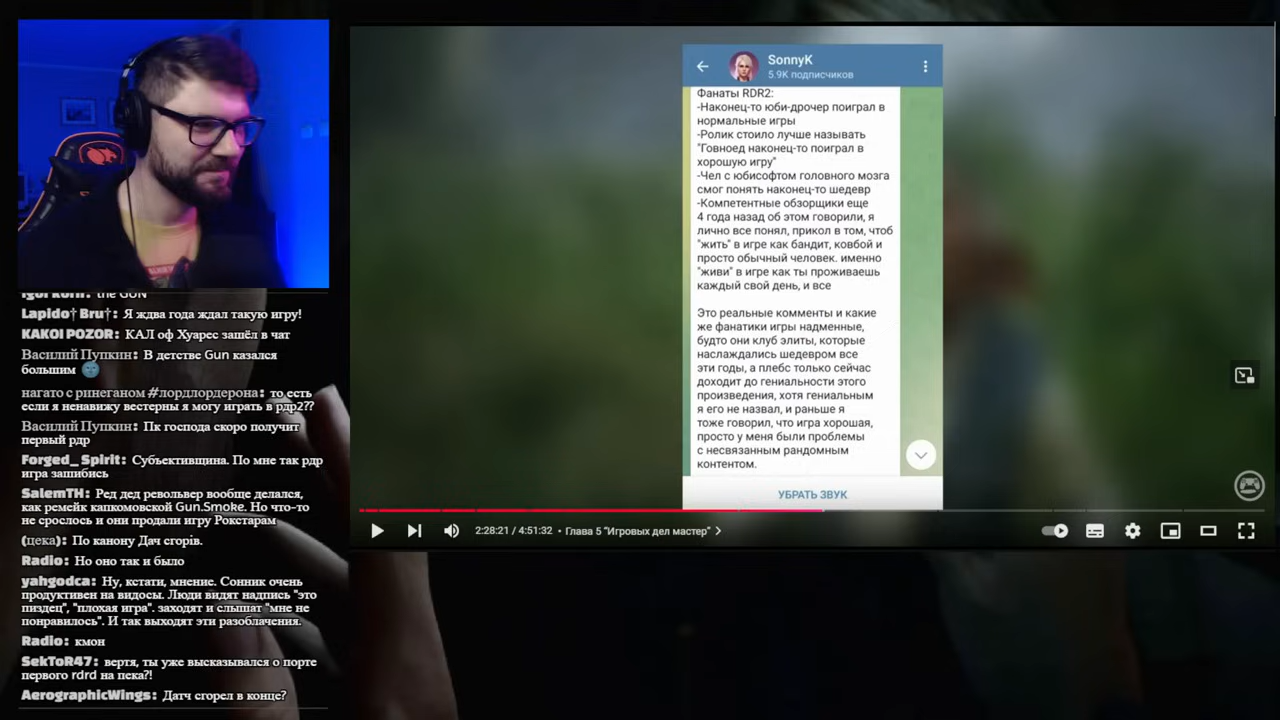 SonnyK
5.9K подписчиков
Фанаты RDR2:
-Наконец-то юби-дрочер поиграл в
нормальные игры
-Ролик стоило лучше называть
"Говноед наконец-то поиграл в
хорошую игру"
-Чел с юбисофтом головного мозга
смог понять наконец-то шедевр
-Компетентные обзорщики еще
4 года назад об этом говорили, я
лично все понял, прикол в том, чтоб
"жить" в игре как бандит, ковбой и
просто обычный человек. именно
"живи" в игре как ты проживаешь
каждый свой день, и все
Это реальные комменты и какие
же фанатики игры надменные,
будто они клуб элиты, которые
наслаждались шедевром все
эти годы, а плебс только сейчас
доходит до гениальности этого
произведения, хотя гениальным
я его не назвал, и раньше я
тоже говорил, что игра хорошая,
просто у меня были проблемы
с несвязанным рандомным
контентом.
УБРАТЬ ЗВУК
2:28:21 / 4:51:32 • Глава 5 "Игровых дел мастер"
Igor Korn: the GUN
Lapido† Bru†: Я ждва года ждал такую игру!
KAKOI POZOR: КАЛ оф Хуарес зашёл в чат
Василий Пупкин: В детстве Gun казался
большим
нагато с ринеганом #лордлордерона: то есть
если я ненавижу вестерны я могу играть в рдр2??
Василий Пупкин: Пк господа скоро получит
первый рдр
Forged_Spirit: Субъективщина. По мне так рдр
игра зашибись
SalemTH: Ред дед револьвер вообще делался,
как ремейк капкомовской Gun.Smoke. Но что-то
не срослось и они продали игру Рокстарам
(цека): По канону Дач сгорів.
Radio: Но оно так и было
yahgodca: Ну, кстати, мнение. Сонник очень
продуктивен на видосы. Люди видят надпись "это
пиздец", "плохая игра". заходят и слышат "мне не
понравилось". И так выходят эти разоблачения.
Radio: кмон
SekToR47: вертя, ты уже высказывался о порте
первого rdrd на пека?!
AerographicWings: Датч сгорел в конце?